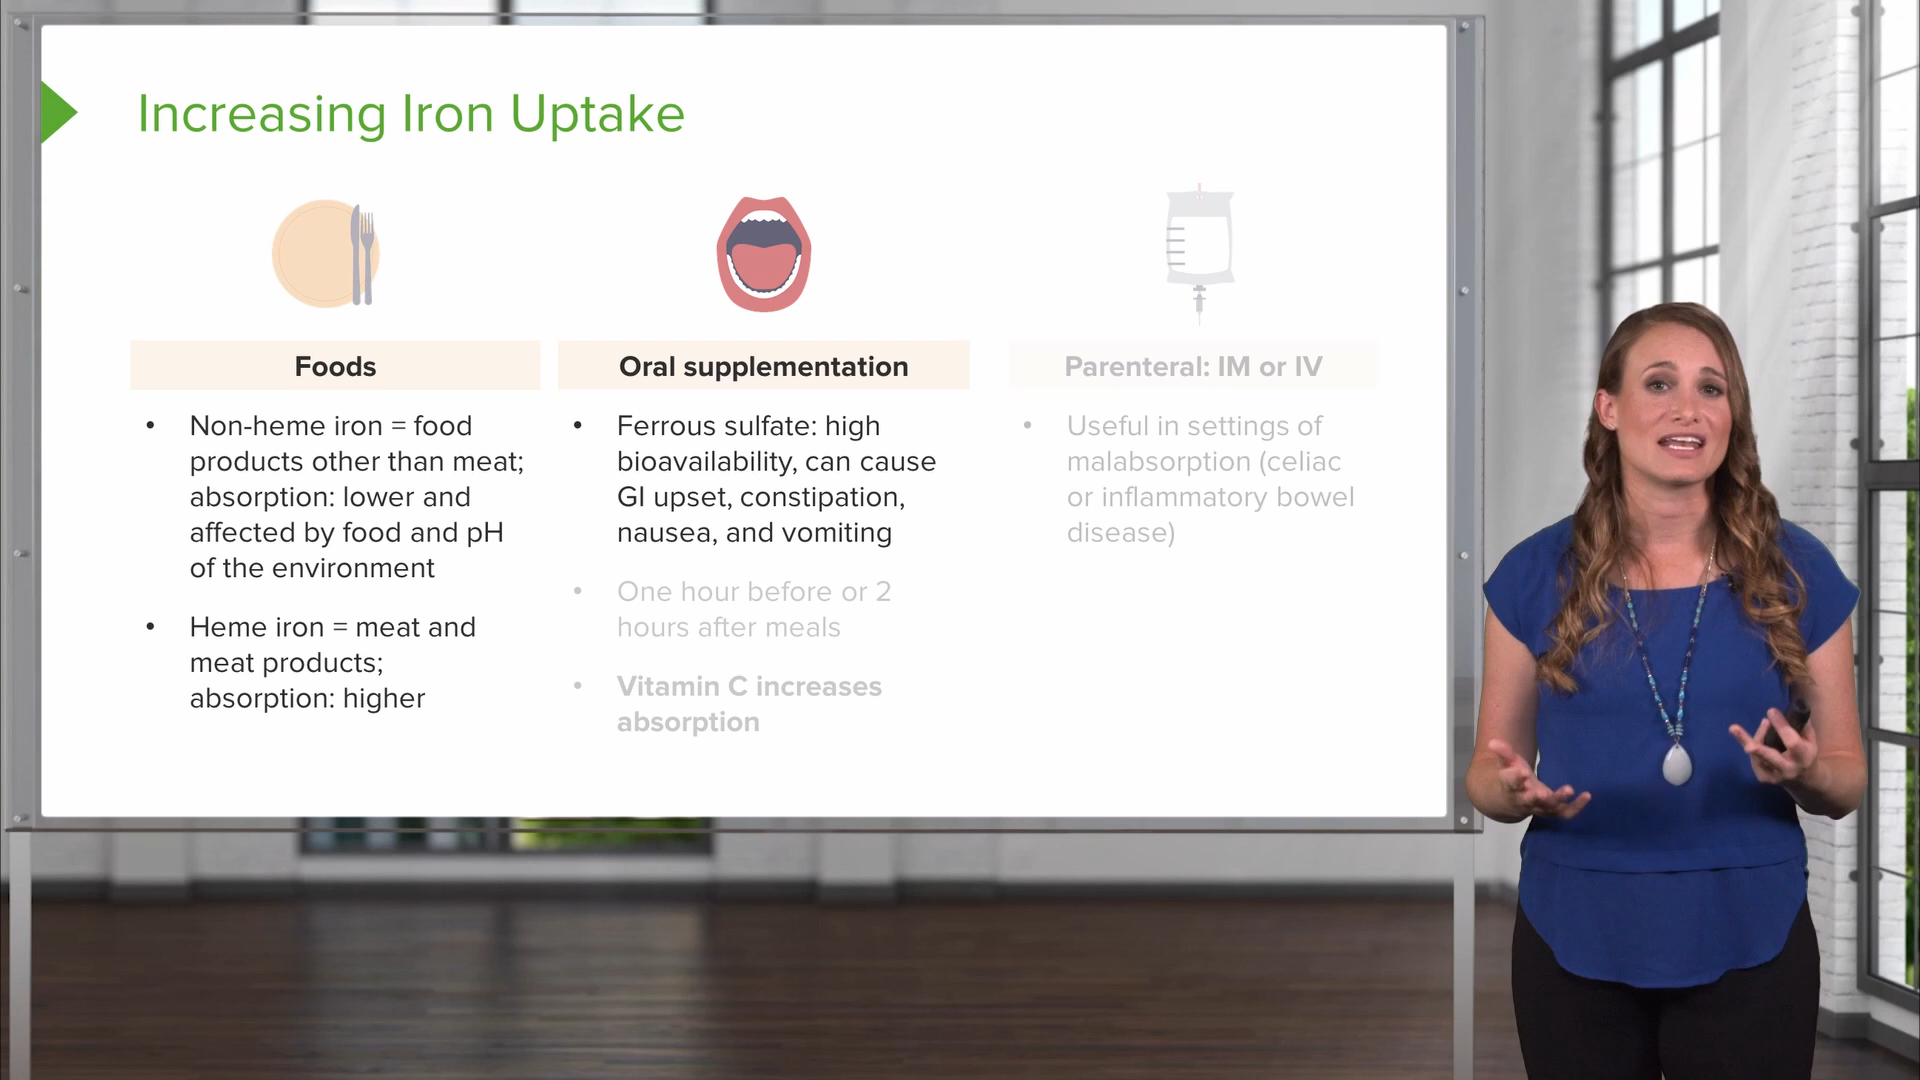 Increasing Iron Uptake
Foods
• Non-heme iron = food
products other than meat;
absorption: lower and
affected by food and pH
of the environment
• Heme iron = meat and
meat products;
absorption: higher
Oral supplementation
• Ferrous sulfate: high
bioavailability, can cause
GI upset, constipation,
nausea, and vomiting
• One hour before or 2
hours after meals
• Vitamin C increases
absorption
Parenteral: IM or IV
• Useful in settings of
malabsorption (celiac
or inflammatory bowel
disease)